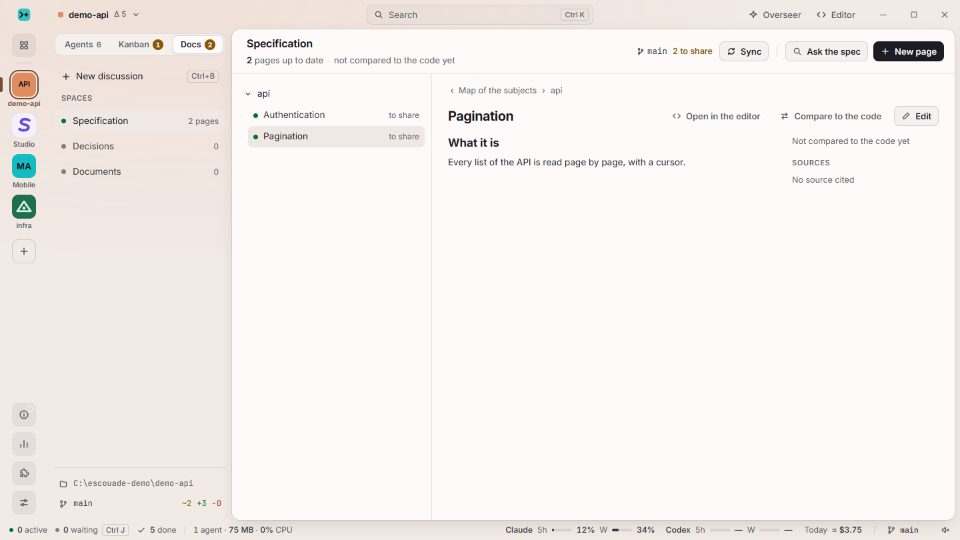 demo-api Δ 5
Search Ctrl K
Overseer Editor
Agents 6 Kanban 1 Docs 2
New discussion Ctrl+B
SPACES
Specification 2 pages
Decisions 0
Documents 0
API
demo-api
S
Studio
MA
Mobile
infra
C:\escouade-demo\demo-api
main ~2 +3 -0
Specification
2 pages up to date not compared to the code yet
main 2 to share Sync Ask the spec New page
api
Authentication to share
Pagination to share
Map of the subjects › api
Pagination
Open in the editor Compare to the code Edit
What it is
Every list of the API is read page by page, with a cursor.
Not compared to the code yet
SOURCES
No source cited
0 active 0 waiting Ctrl J 5 done 1 agent · 75 MB · 0% CPU
Claude 5h 12% W 34% Codex 5h — W — Today ≈ $3.75 main